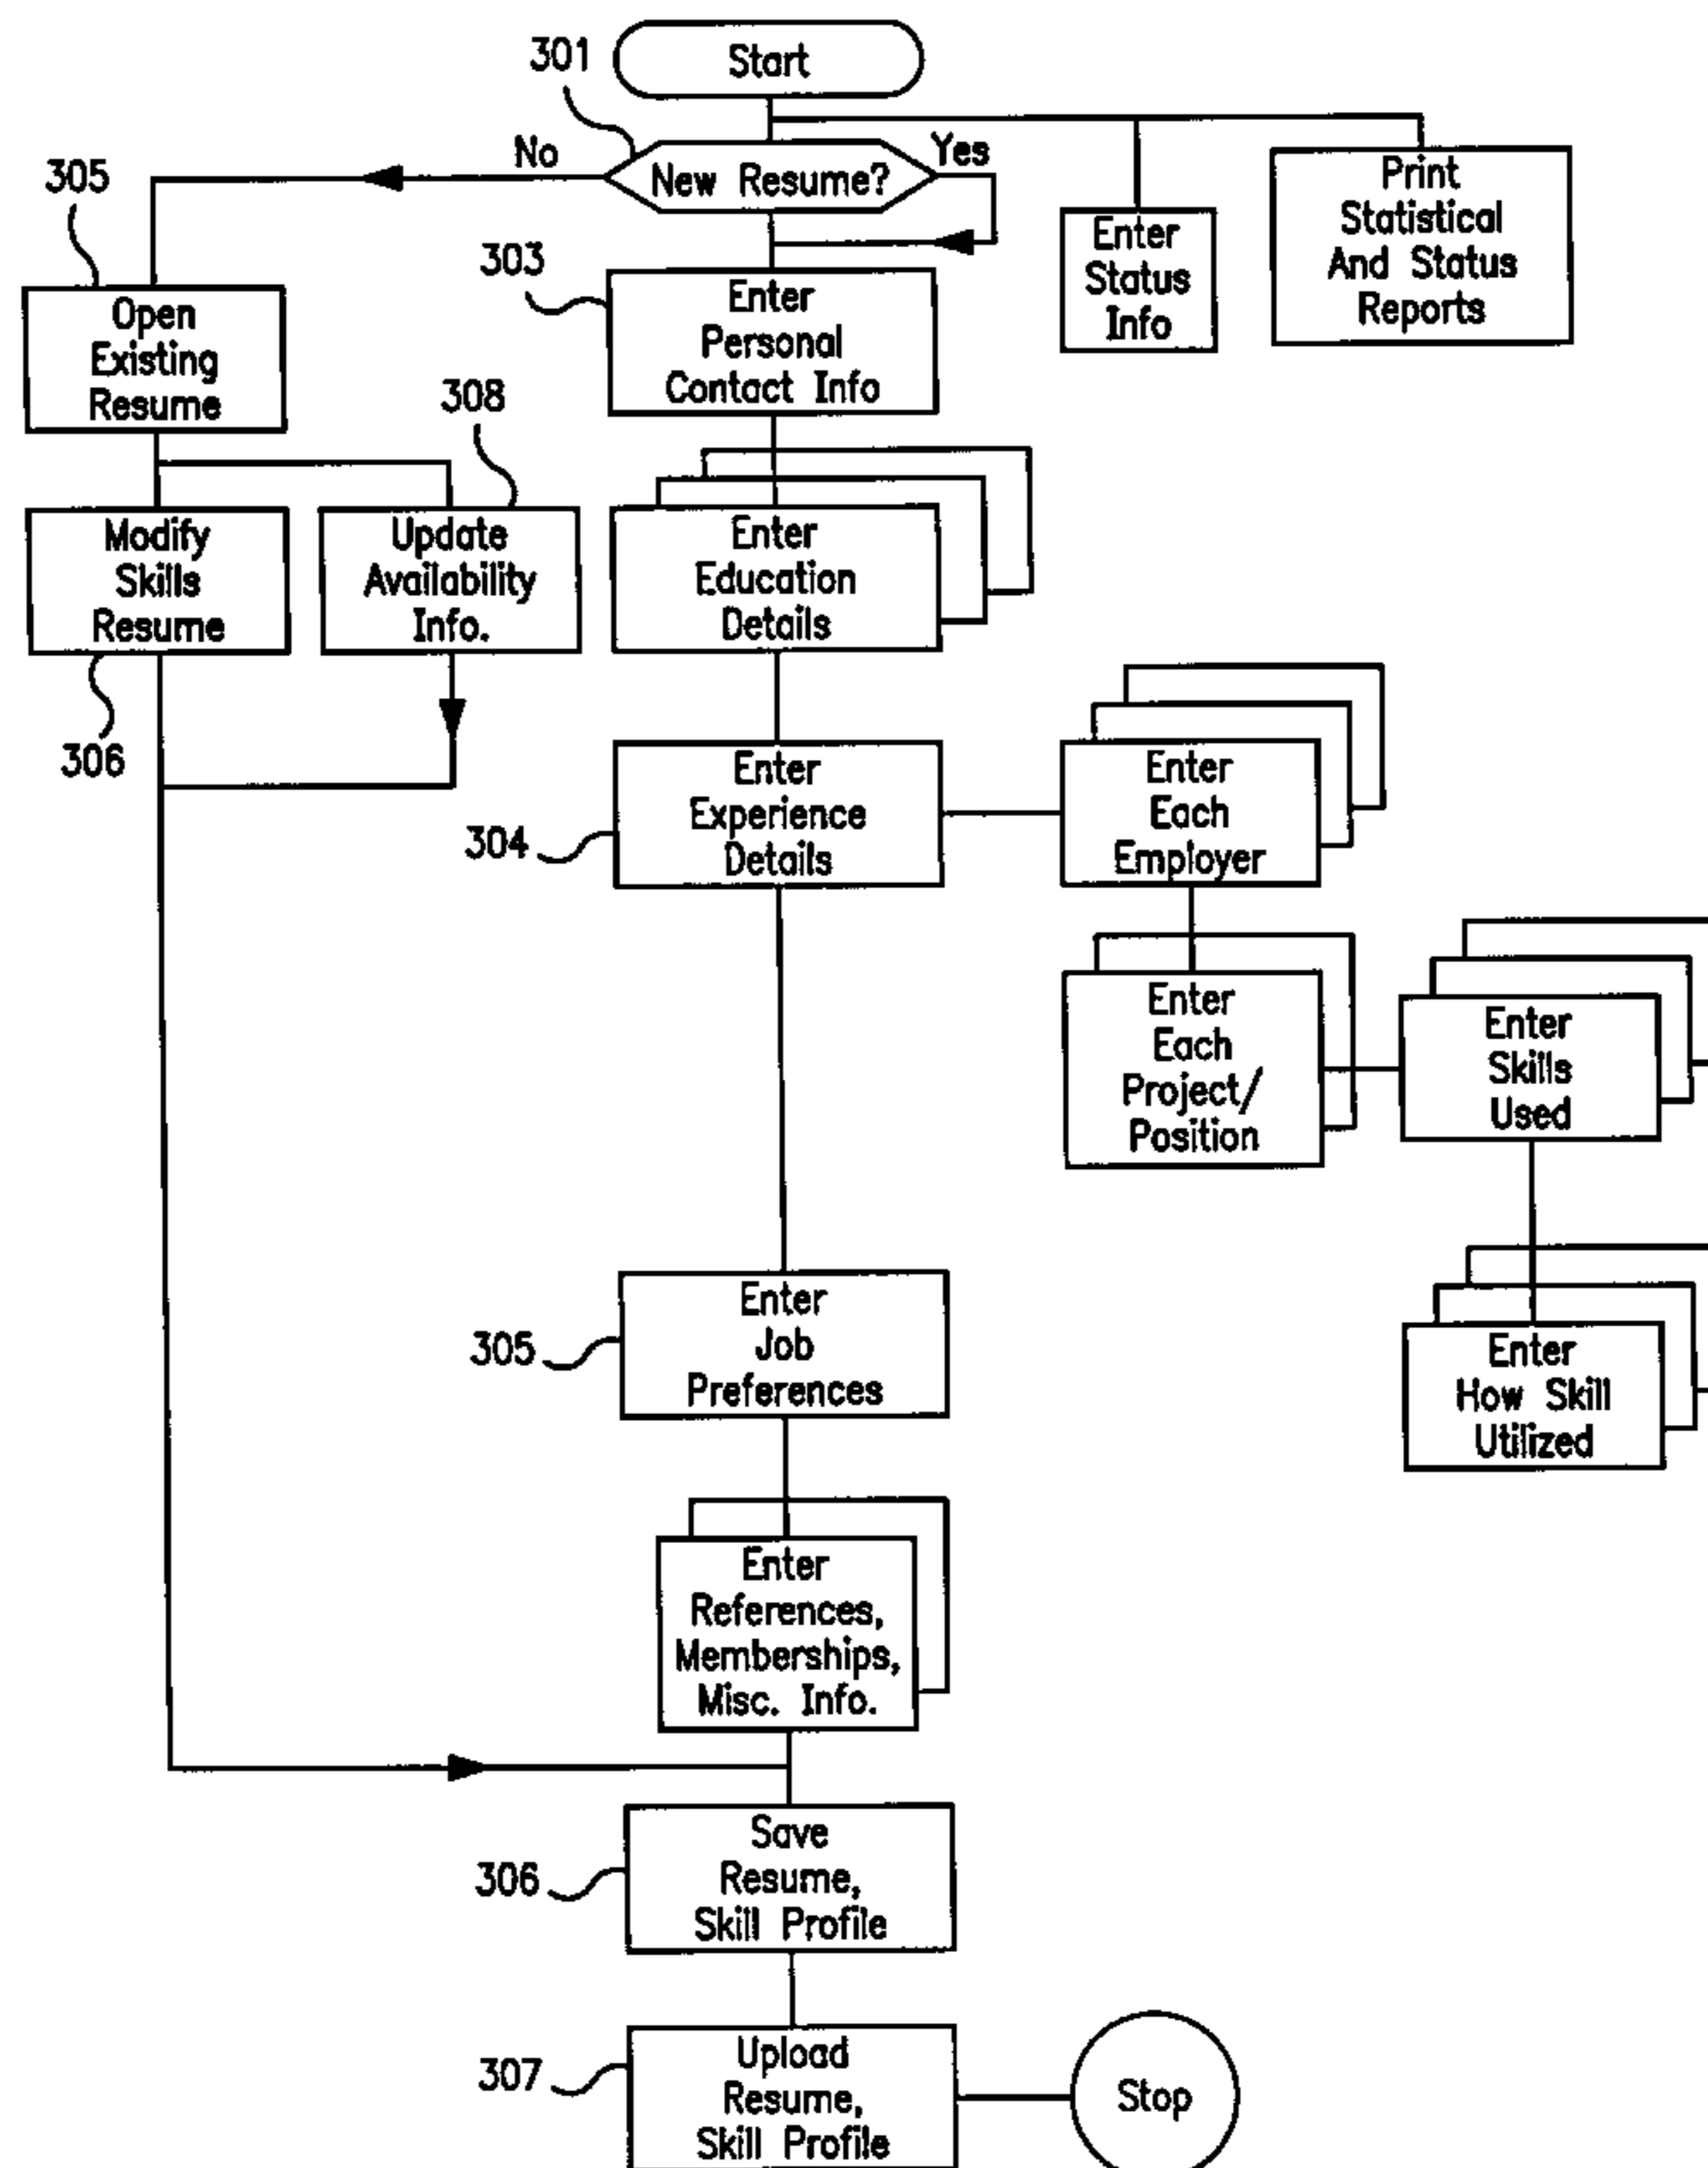 301
Start
No
Yes
New Resume?
305
Print
Statistical
And Status
Reports
Enter
Status
Info
303
Enter
Personal
Contact Info
Open
Existing
Resume
308
Modify
Skills
Resume
Update
Availability
Info.
Enter
Education
Details
306
Enter
Experience
Details
304
Enter
Each
Employer
Enter
Each
Project/
Position
Enter
Skills
Used
Enter
Job
Preferences
305
Enter
How Skill
Utilized
Enter
References,
Memberships,
Misc. Info.
Save
Resume,
Skill Profile
306
Upload
Resume,
Skill Profile
307
Stop